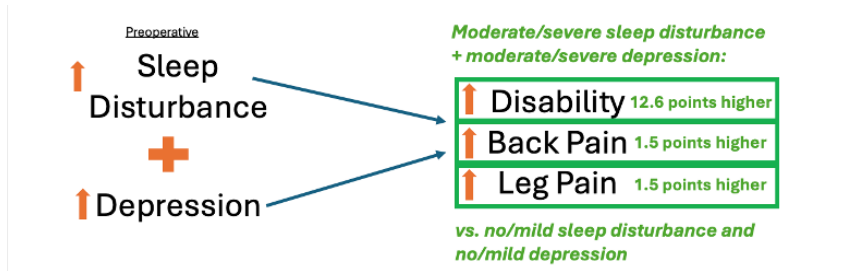 Preoperative
Sleep
Disturbance
Depression
Moderate/severe sleep disturbance
+ moderate/severe depression:
Disability 12.6 points higher
Back Pain 1.5 points higher
Leg Pain 1.5 points higher
vs. no/mild sleep disturbance and
no/mild depression